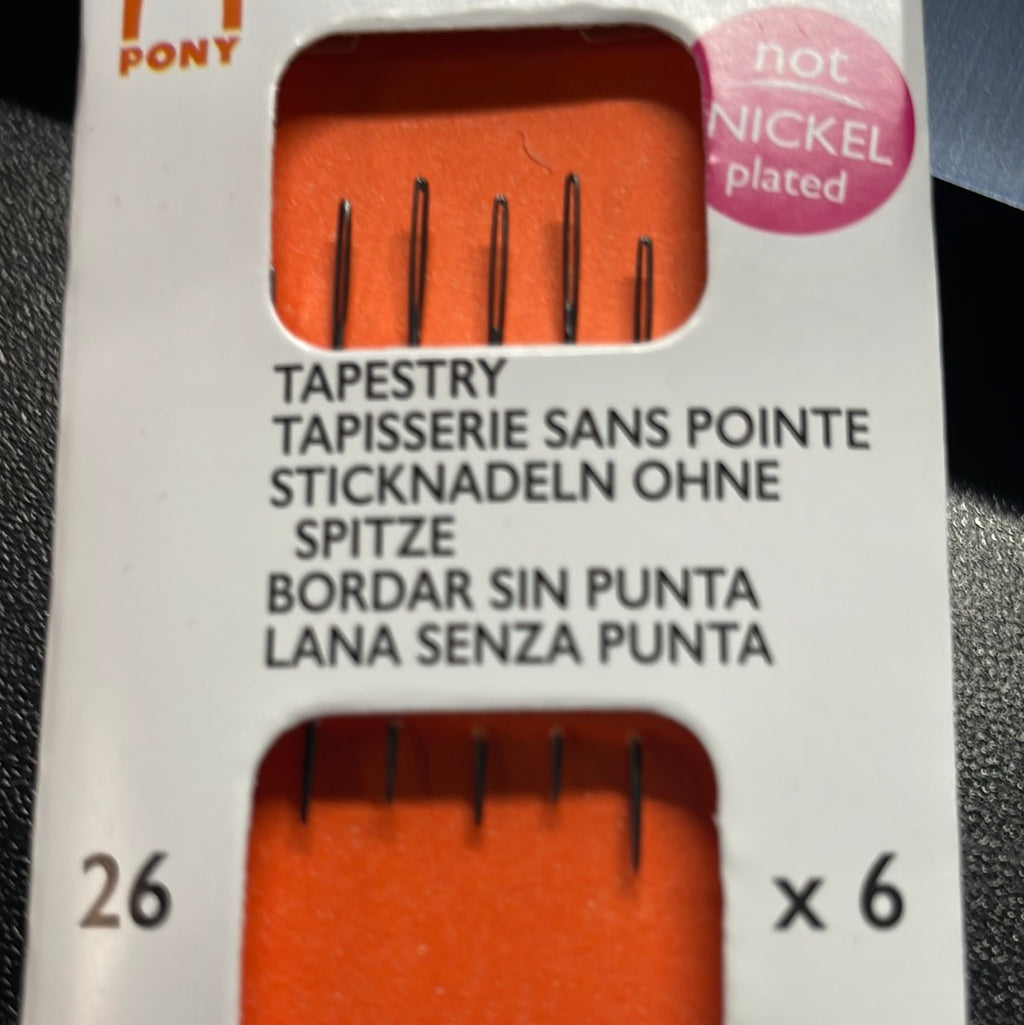 PONY
not
NICKEL
plated
TAPESTRY
TAPISSERIE SANS POINTE
STICKNADELN OHNE
SPITZE
BORDAR SIN PUNTA
LANA SENZA PUNTA
26
x 6